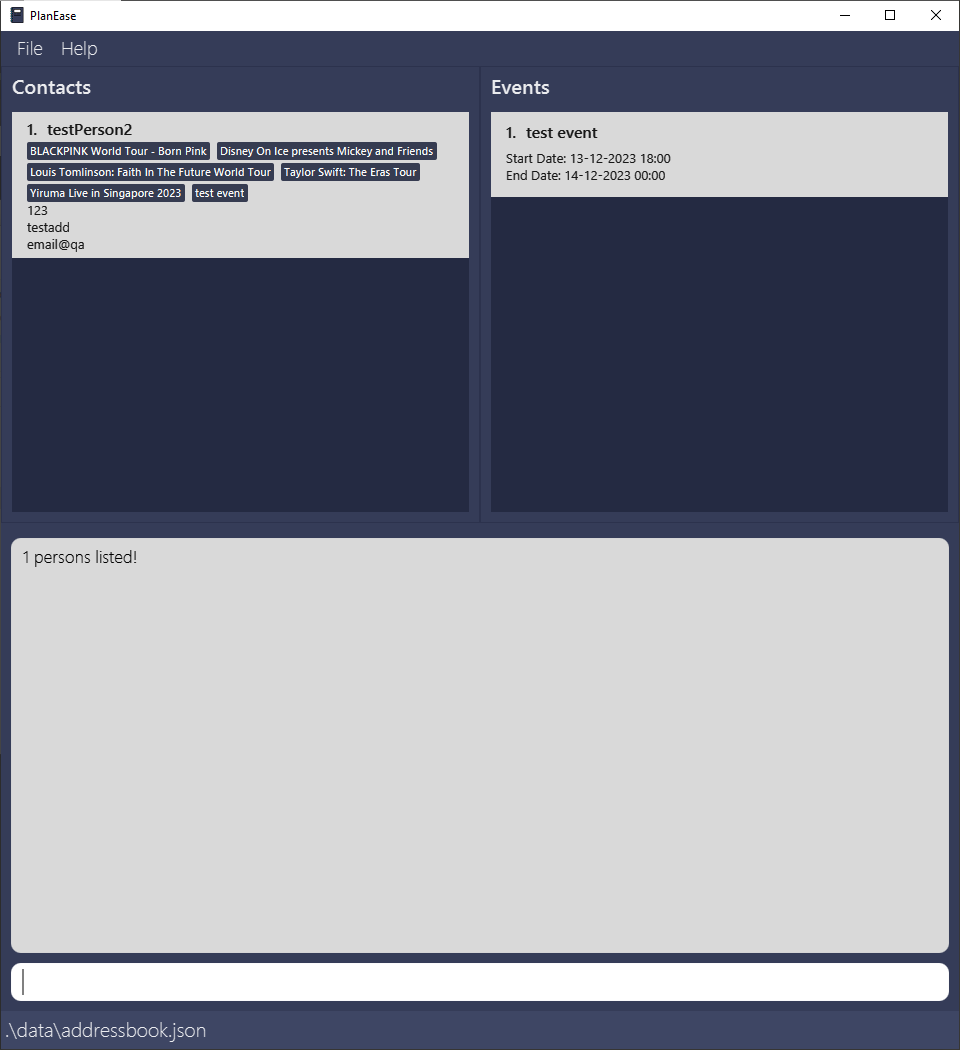 PlanEase
File Help
Contacts
1. testPerson2
BLACKPINK World Tour - Born Pink Disney On Ice presents Mickey and Friends
Louis Tomlinson: Faith In The Future World Tour Taylor Swift: The Eras Tour
Yiruma Live in Singapore 2023 test event
123
testadd
email@qa
Events
1. test event
Start Date: 13-12-2023 18:00
End Date: 14-12-2023 00:00
1 persons listed!
.\data\addressbook.json